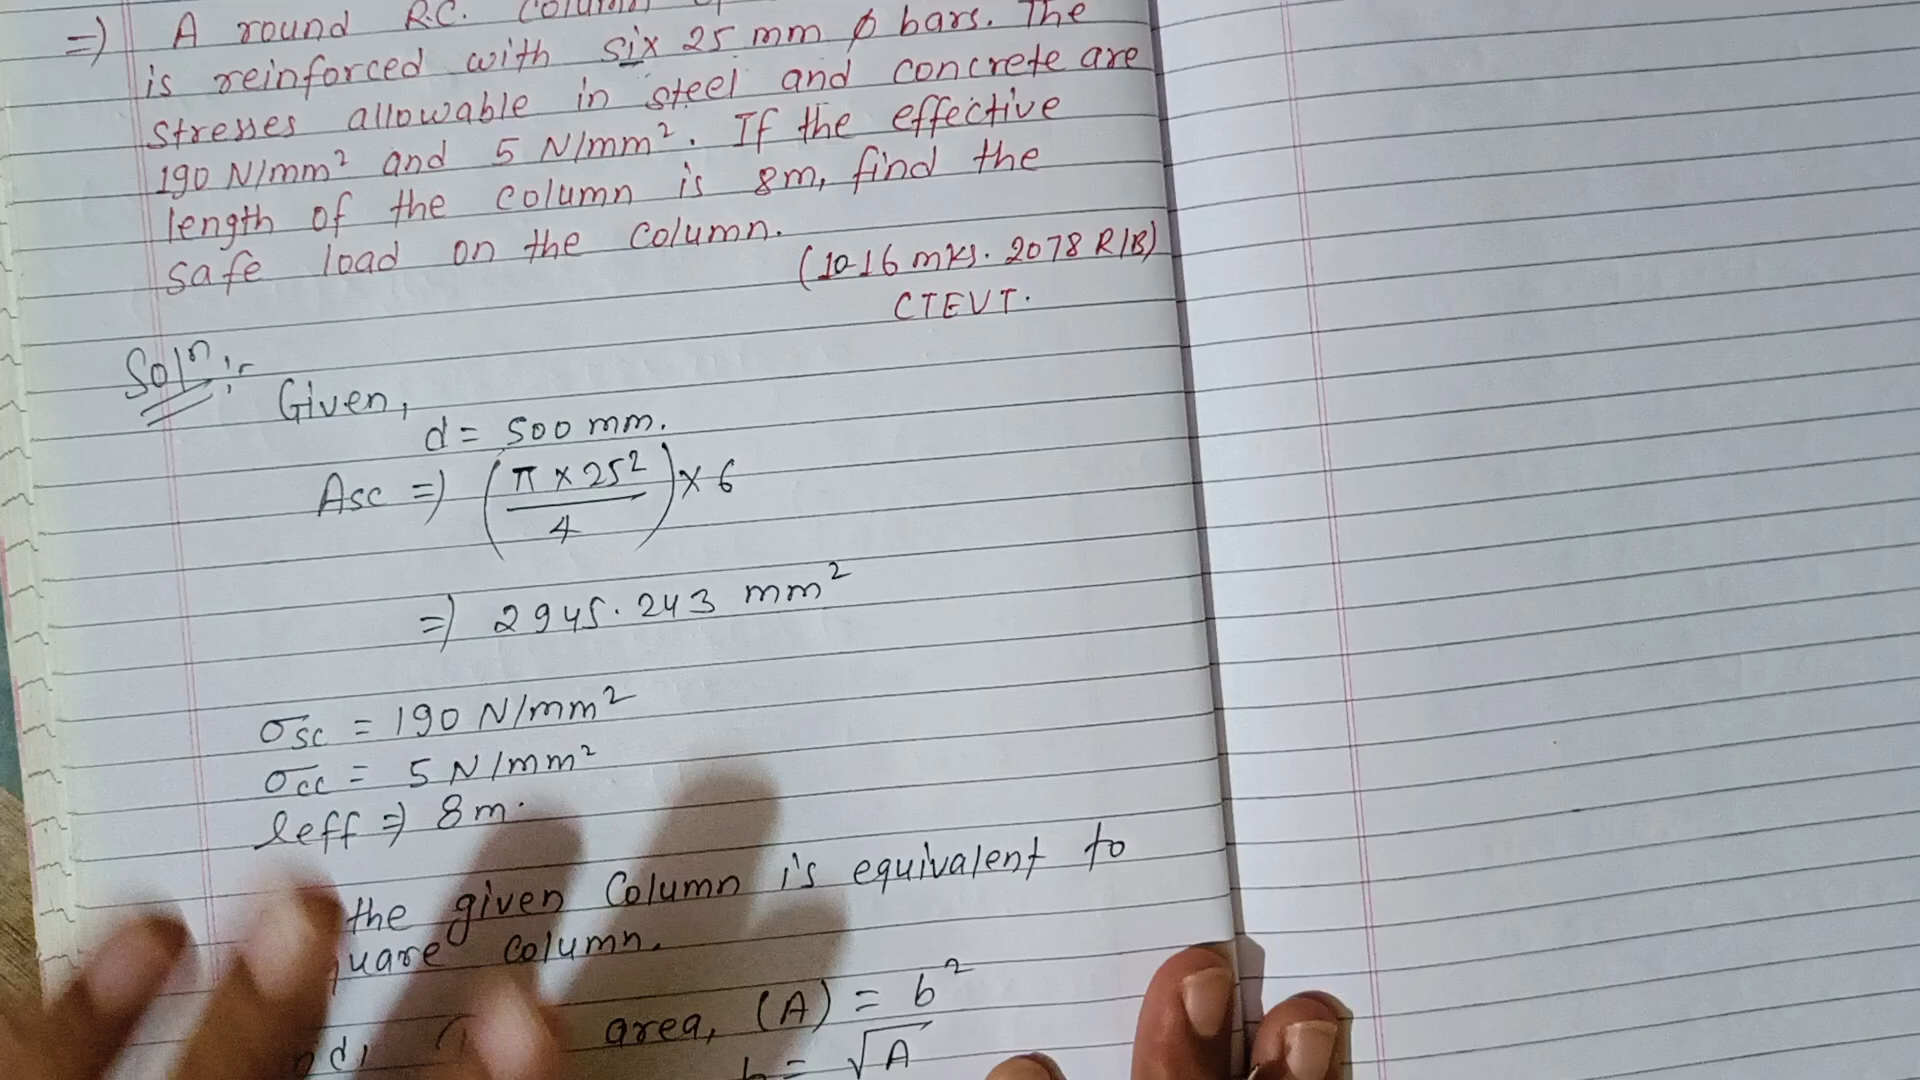 =) A round R.C. Column
is reinforced with six 25 mm ϕ bars. The
stresses allowable in steel and concrete are
190 N/mm² and 5 N/mm². If the effective
length of the column is 8m, find the
safe load on the column.
(10-16 mks. 2078 R/B)
CTEVT.
Soln:-
Given,
d = 500 mm.
Asc => (π × 25² / 4) × 6
=> 2945.243 mm²
σsc = 190 N/mm²
σcc = 5 N/mm²
leff => 8m.
the given Column is equivalent to
column.
area, (A) = b²
= √A